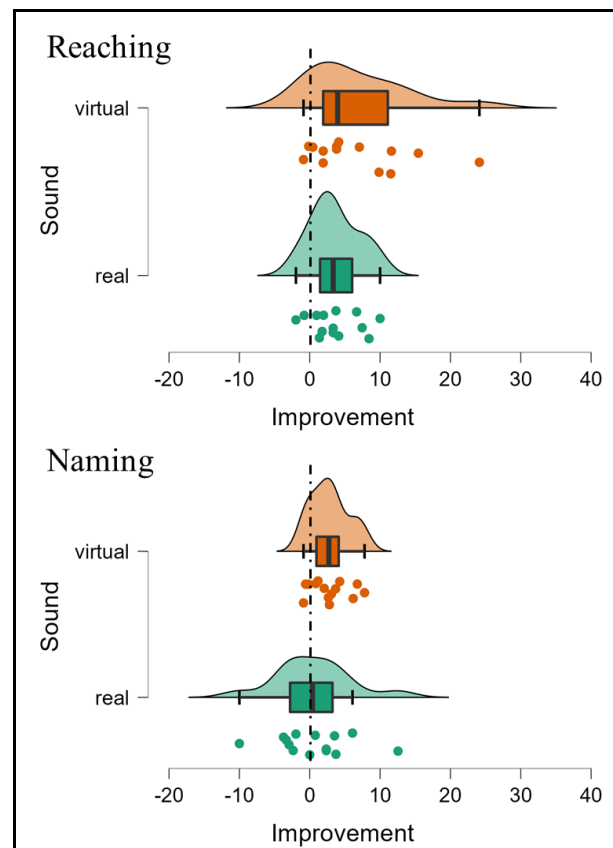 Reaching
virtual
Sound
real
-20 -10 0 10 20 30 40
Improvement
Naming
virtual
Sound
real
-20 -10 0 10 20 30 40
Improvement